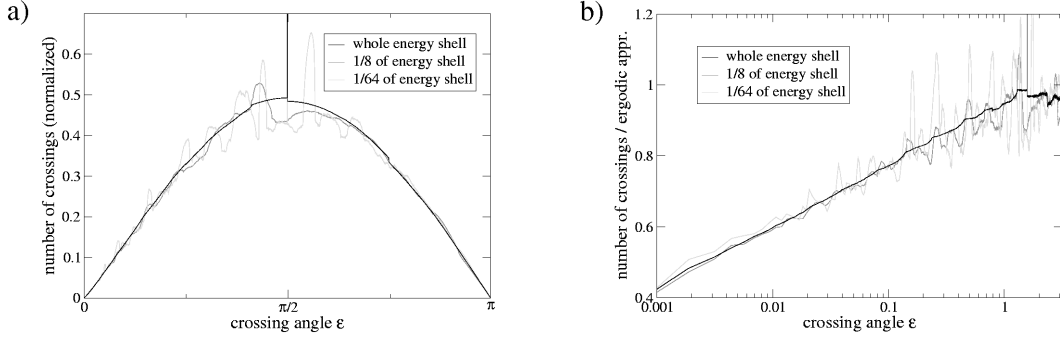 a)
number of crossings (normalized)
0.6
0.5
0.4
0.3
0.2
0.1
0
whole energy shell
1/8 of energy shell
1/64 of energy shell
0
π/2
π
crossing angle ε
b)
number of crossings / ergodic appr.
1.2
1
0.8
0.6
0.4
whole energy shell
1/8 of energy shell
1/64 of energy shell
0.001
0.01
0.1
1
crossing angle ε